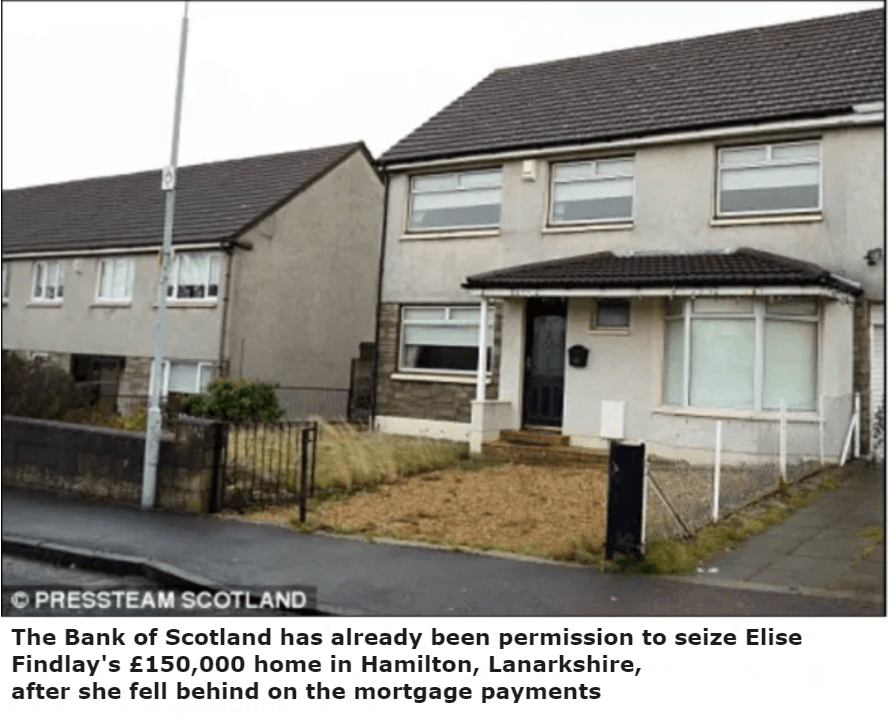 © PRESSTEAM SCOTLAND
The Bank of Scotland has already been permission to seize Elise
Findlay's £150,000 home in Hamilton, Lanarkshire,
after she fell behind on the mortgage payments